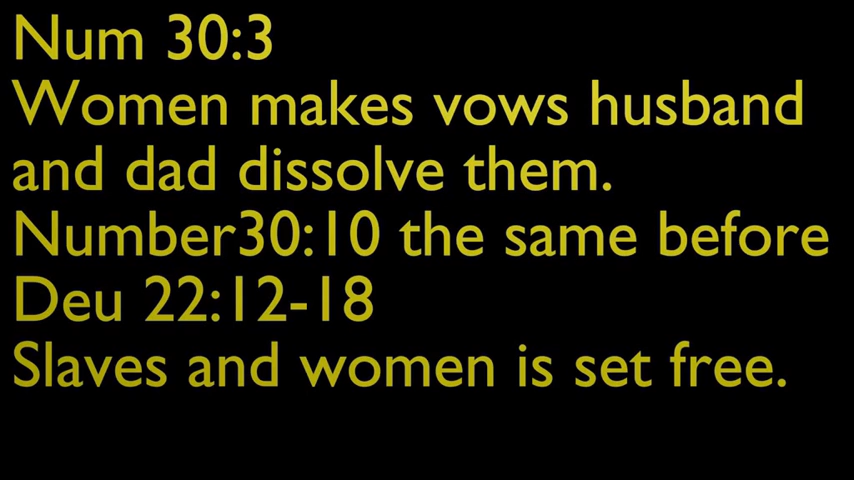 Num 30:3
Women makes vows husband
and dad dissolve them.
Number30:10 the same before
Deu 22:12-18
Slaves and women is set free.